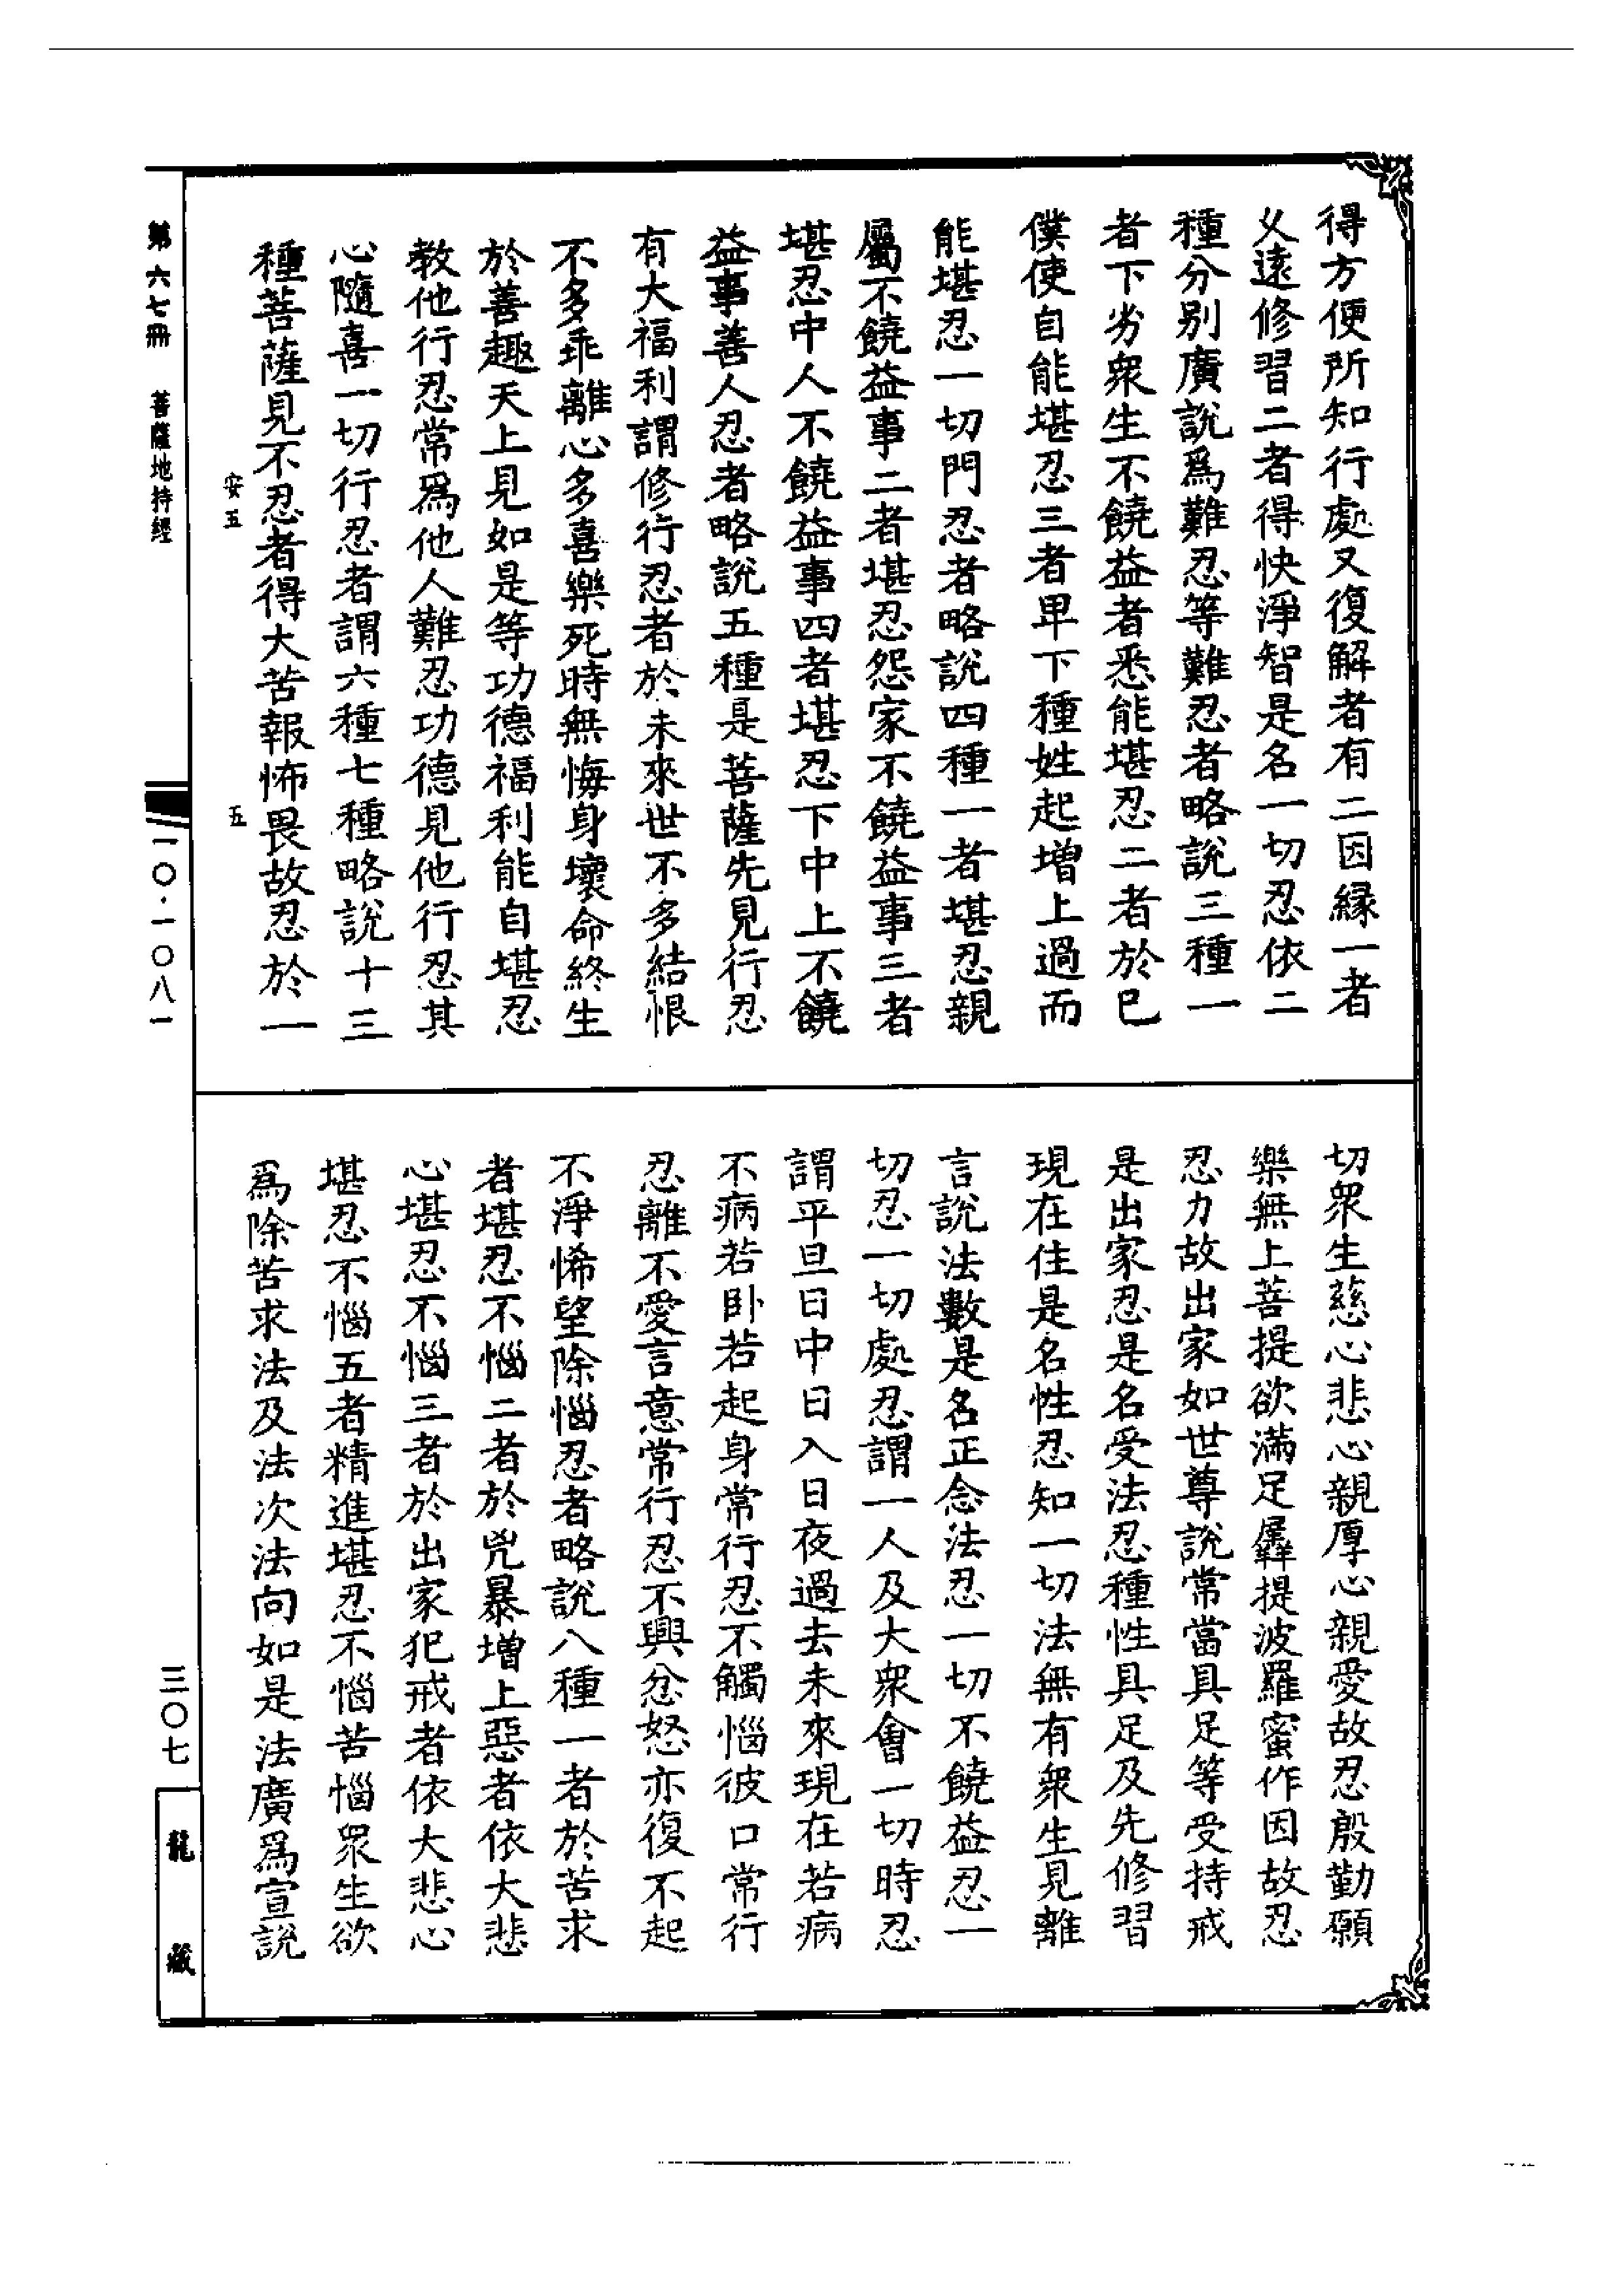 得方便所知行處又復解者有二因緣一者
乆遠修習二者得快淨智是名一切忍依二
種分别廣說爲難忍等難忍者略說三種一
者下劣衆生不饒益者悉能堪忍二者於已
僕使自能堪忍三者卑下種姓起增上過而
能堪忍一切門忍者略說四種一者堪忍親
屬不饒益事二者堪忍怨家不饒益事三者
堪忍中人不饒益事四者堪忍下中上不饒
益事善人忍者略說五種是菩薩先見行忍
有大福利謂修行忍者於未來世不多結恨
不多乖離心多喜樂死時無悔身壞命終生
於善趣天上見如是等功德福利能自堪忍
教他行忍常爲他人難忍功德見他行忍其
心隨喜一切行忍者謂六種七種略說十三
種菩薩見不忍者得大苦報怖畏故忍於一
切衆生慈心悲心親厚心親愛故忍殷勤願
樂無上菩提欲滿足羼提波羅蜜作因故忍
忍力故出家如世尊說常當具足等受持戒
是出家忍是名受法忍種性具足及先修習
現在住是名性忍知一切法無有衆生見離
言說法數是名正念法忍一切不饒益忍一
切忍一切處忍謂一人及大衆會一切時忍
謂平旦日中日入日夜過去未來現在若病
不病若卧若起身常行忍不觸惱彼口常行
忍離不愛言意常行忍不興忿怒亦復不起
不淨悕望除惱忍者略說八種一者於苦求
者堪忍不惱二者於兇暴增上惡者依大悲
心堪忍不惱三者於出家犯戒者依大悲心
堪忍不惱五者精進堪忍不惱苦惱眾生欲
爲除苦求法及法次法向如是法廣爲宣說
安五
五
第六七冊
菩薩地持經
一〇·一〇八一
三〇七
龍藏